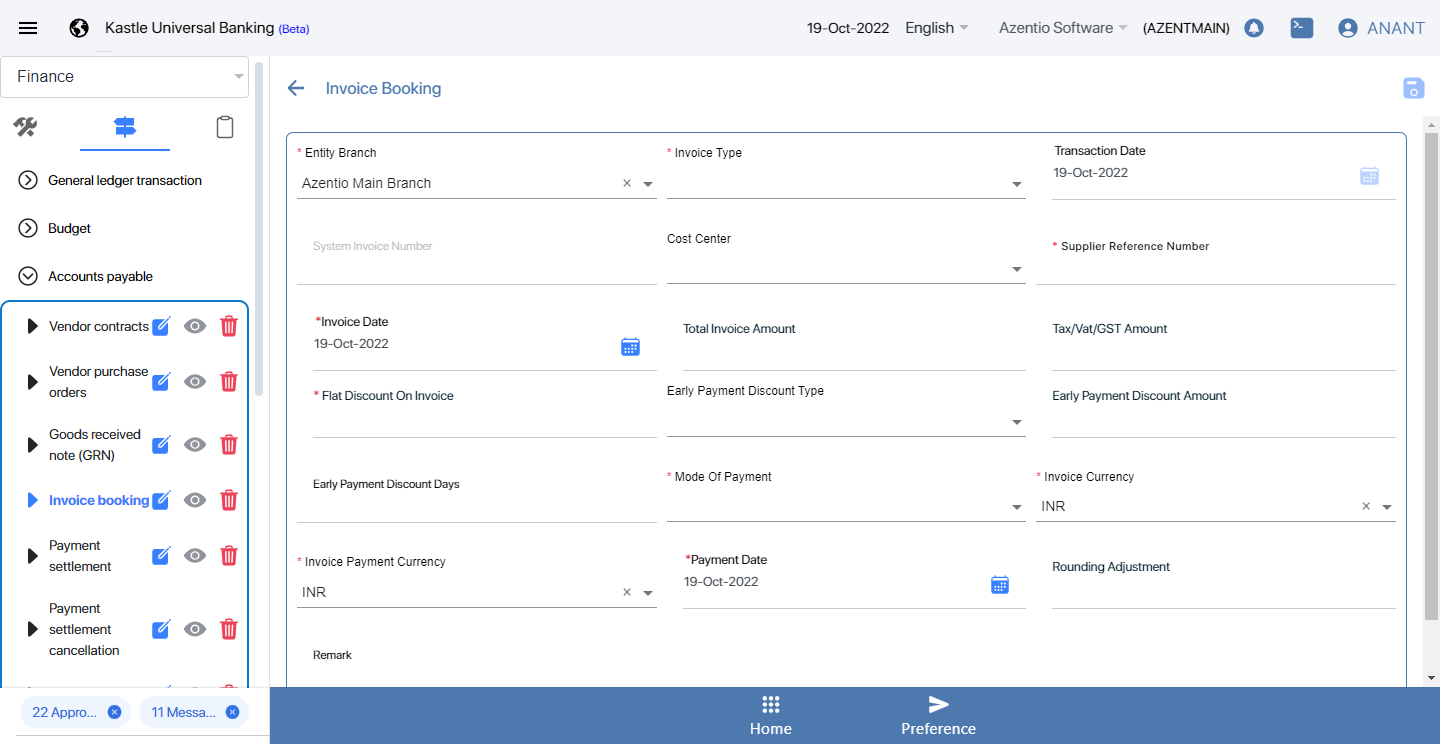 Kastle Universal Banking (Beta)
19-Oct-2022 English Azentio Software (AZENTMAIN) ANANT
Finance
General ledger transaction
Budget
Accounts payable
Vendor contracts
Vendor purchase
orders
Goods received
note (GRN)
Invoice booking
Payment
settlement
Payment
settlement
cancellation
22 Appro...
11 Messa...
Invoice Booking
* Entity Branch
Azentio Main Branch ×
* Invoice Type
Transaction Date
19-Oct-2022
System Invoice Number
Cost Center
* Supplier Reference Number
*Invoice Date
19-Oct-2022
Total Invoice Amount
Tax/Vat/GST Amount
* Flat Discount On Invoice
Early Payment Discount Type
Early Payment Discount Amount
Early Payment Discount Days
* Mode Of Payment
* Invoice Currency
INR ×
* Invoice Payment Currency
INR ×
*Payment Date
19-Oct-2022
Rounding Adjustment
Remark
Home
Preference